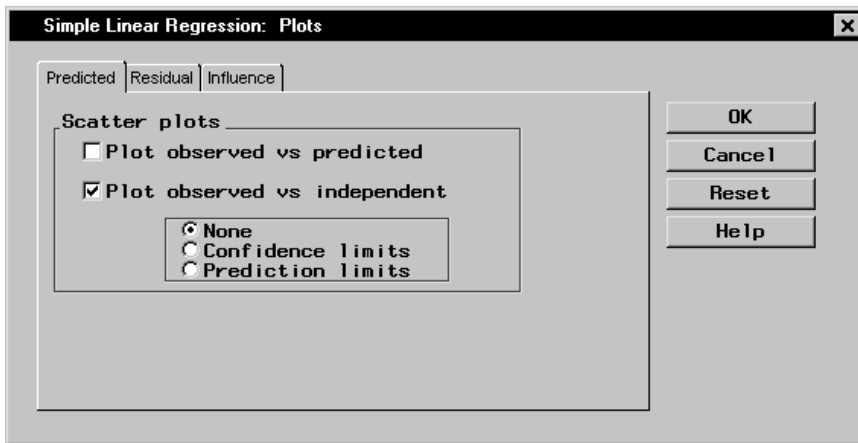 Simple Linear Regression: Plots
Predicted Residual Influence
Scatter plots
Plot observed vs predicted
Plot observed vs independent
None
Confidence limits
Prediction limits
OK
Cancel
Reset
Help